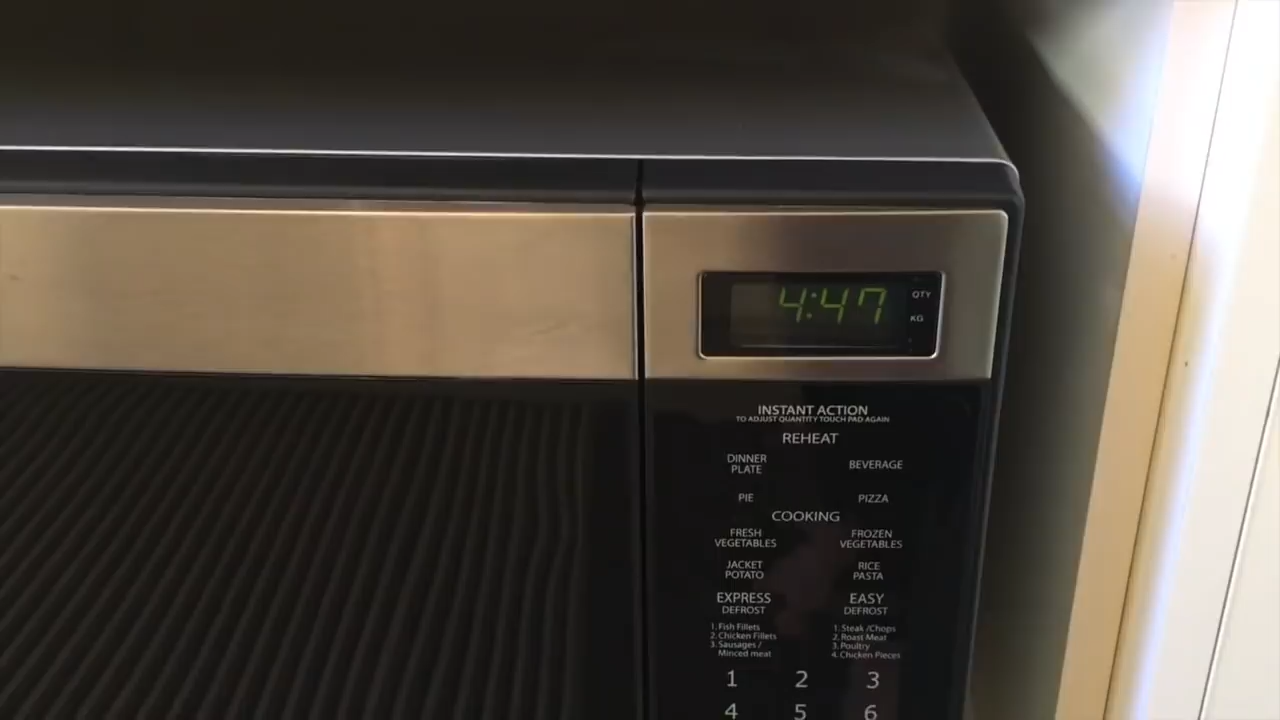 4:47
QTY
KG
INSTANT ACTION
TO ADJUST QUANTITY TOUCH PAD AGAIN
REHEAT
DINNER PLATE
BEVERAGE
PIE
PIZZA
COOKING
FRESH VEGETABLES
FROZEN VEGETABLES
JACKET POTATO
RICE PASTA
EXPRESS DEFROST
EASY DEFROST
1. Fish Fillets
2. Chicken Fillets
3. Sausages / Minced meat
1. Steak /Chops
2. Roast Meat
3. Poultry
4. Chicken Pieces
1 2 3
4 5 6